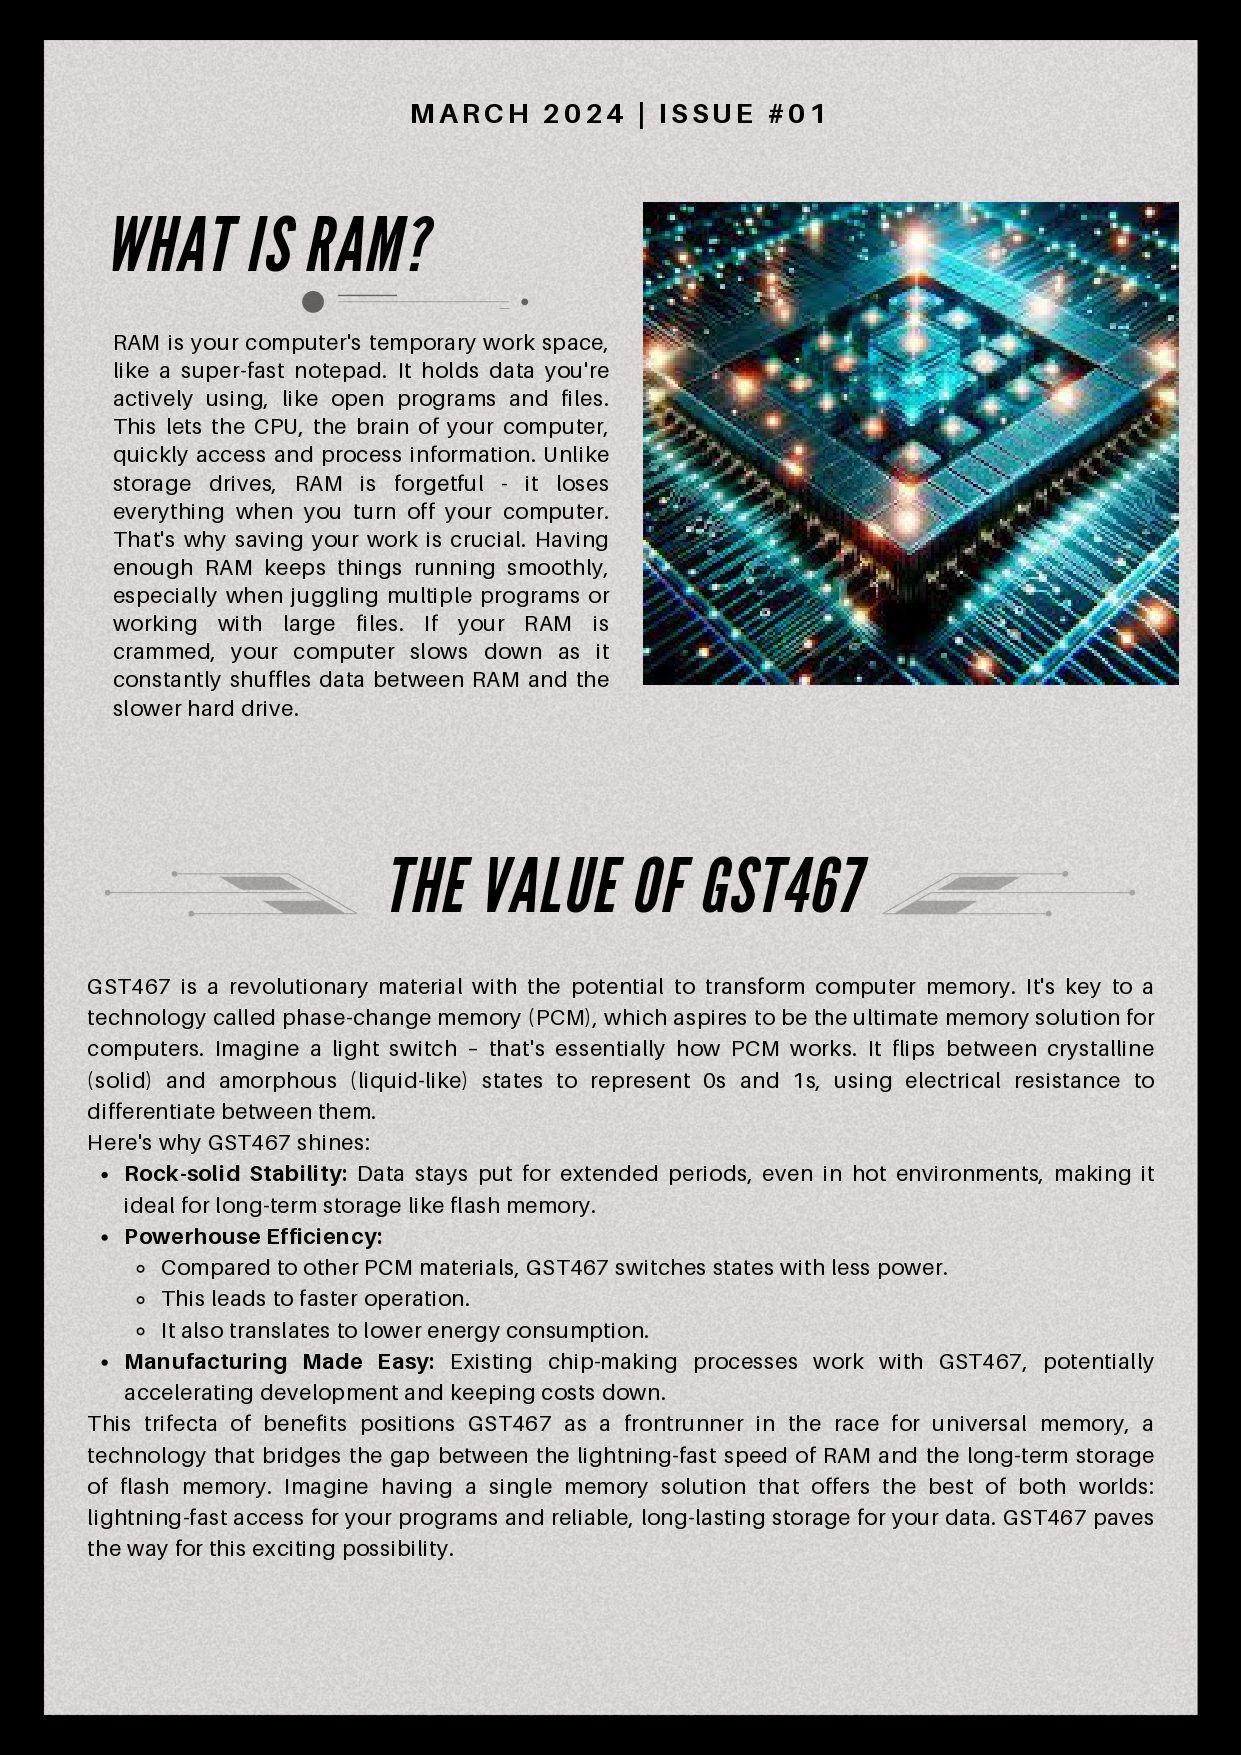 MARCH 2024 | ISSUE #01
WHAT IS RAM?
RAM is your computer's temporary work space,
like a super-fast notepad. It holds data you're
actively using, like open programs and files.
This lets the CPU, the brain of your computer,
quickly access and process information. Unlike
storage drives, RAM is forgetful - it loses
everything when you turn off your computer.
That's why saving your work is crucial. Having
enough RAM keeps things running smoothly,
especially when juggling multiple programs or
working with large files. If your RAM is
crammed, your computer slows down as it
constantly shuffles data between RAM and the
slower hard drive.
THE VALUE OF GST467
GST467 is a revolutionary material with the potential to transform computer memory. It's key to a
technology called phase-change memory (PCM), which aspires to be the ultimate memory solution for
computers. Imagine a light switch – that's essentially how PCM works. It flips between crystalline
(solid) and amorphous (liquid-like) states to represent 0s and 1s, using electrical resistance to
differentiate between them.
Here's why GST467 shines:
• Rock-solid Stability: Data stays put for extended periods, even in hot environments, making it
ideal for long-term storage like flash memory.
• Powerhouse Efficiency:
◦ Compared to other PCM materials, GST467 switches states with less power.
◦ This leads to faster operation.
◦ It also translates to lower energy consumption.
• Manufacturing Made Easy: Existing chip-making processes work with GST467, potentially
accelerating development and keeping costs down.
This trifecta of benefits positions GST467 as a frontrunner in the race for universal memory, a
technology that bridges the gap between the lightning-fast speed of RAM and the long-term storage
of flash memory. Imagine having a single memory solution that offers the best of both worlds:
lightning-fast access for your programs and reliable, long-lasting storage for your data. GST467 paves
the way for this exciting possibility.